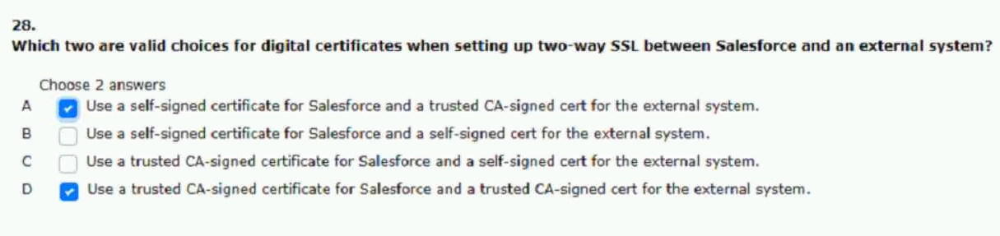 28.
Which two are valid choices for digital certificates when setting up two-way SSL between Salesforce and an external system?
Choose 2 answers
A Use a self-signed certificate for Salesforce and a trusted CA-signed cert for the external system.
B Use a self-signed certificate for Salesforce and a self-signed cert for the external system.
C Use a trusted CA-signed certificate for Salesforce and a self-signed cert for the external system.
D Use a trusted CA-signed certificate for Salesforce and a trusted CA-signed cert for the external system.